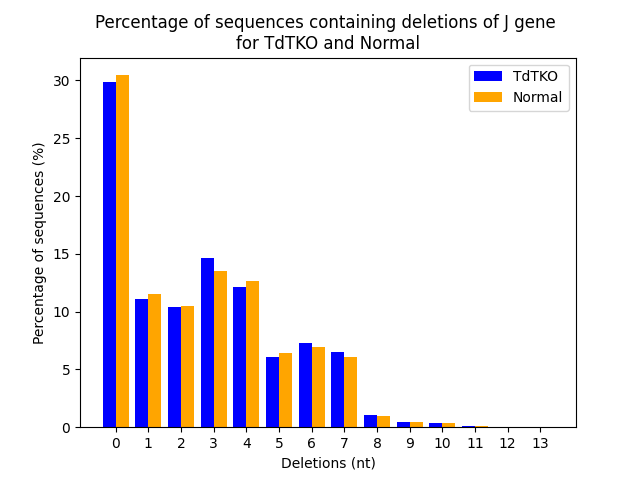 Percentage of sequences containing deletions of J gene
for TdTKO and Normal
TdTKO
Normal
Percentage of sequences (%)
30
25
20
15
10
5
0
0 1 2 3 4 5 6 7 8 9 10 11 12 13
Deletions (nt)